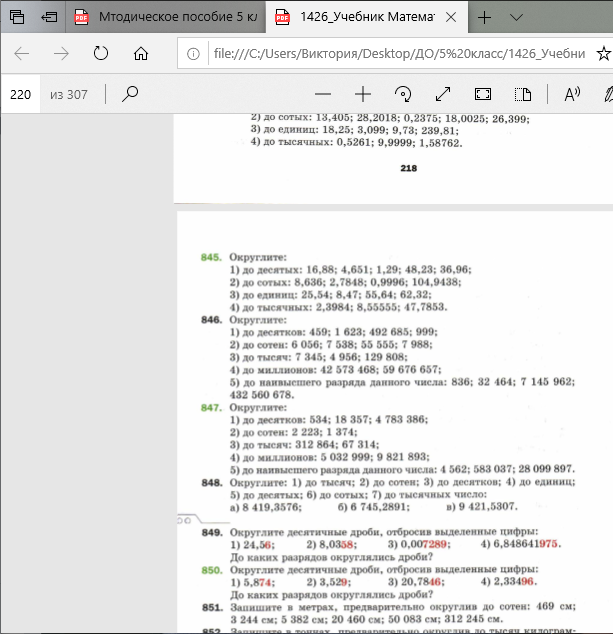 Мтодическое пособие 5 кл
1426_Учебник Матема
file:///C:/Users/Виктория/Desktop/ДО/5%20класс/1426_Учебни
220 из 307
2) до сотых: 13,405; 28,2018; 0,2375; 18,0025; 26,399;
3) до единиц: 18,25; 3,099; 9,73; 239,81;
4) до тысячных: 0,5261; 9,9999; 1,58762.
218
845. Округлите:
1) до десятых: 16,88; 4,651; 1,29; 48,23; 36,96;
2) до сотых: 8,636; 2,7848; 0,9996; 104,9438;
3) до единиц: 25,54; 8,47; 55,64; 62,32;
4) до тысячных: 2,3984; 8,55555; 47,7853.
846. Округлите:
1) до десятков: 459; 1 623; 492 685; 999;
2) до сотен: 6 056; 7 538; 55 555; 7 988;
3) до тысяч: 7 345; 4 956; 129 808;
4) до миллионов: 42 573 468; 59 676 657;
5) до наивысшего разряда данного числа: 836; 32 464; 7 145 962;
432 560 678.
847. Округлите:
1) до десятков: 534; 18 357; 4 783 386;
2) до сотен: 2 223; 1 374;
3) до тысяч: 312 864; 67 314;
4) до миллионов: 5 032 999; 9 821 893;
5) до наивысшего разряда данного числа: 4 562; 583 037; 28 099 897.
848. Округлите: 1) до тысяч; 2) до сотен; 3) до десятков; 4) до единиц;
5) до десятых; 6) до сотых; 7) до тысячных число:
а) 8 419,3576; б) 6 745,2891; в) 9 421,5307.
849. Округлите десятичные дроби, отбросив выделенные цифры:
1) 24,56; 2) 8,0358; 3) 0,007289; 4) 6,848641975.
До каких разрядов округлялись дроби?
850. Округлите десятичные дроби, отбросив выделенные цифры:
1) 5,874; 2) 3,529; 3) 20,7846; 4) 2,33496.
До каких разрядов округлялись дроби?
851. Запишите в метрах, предварительно округлив до сотен: 469 см;
3 244 см; 5 382 см; 20 460 см; 50 083 см; 312 245 см.
852. Запишите в тоннах, предварительно округлив до тысяч килограм-